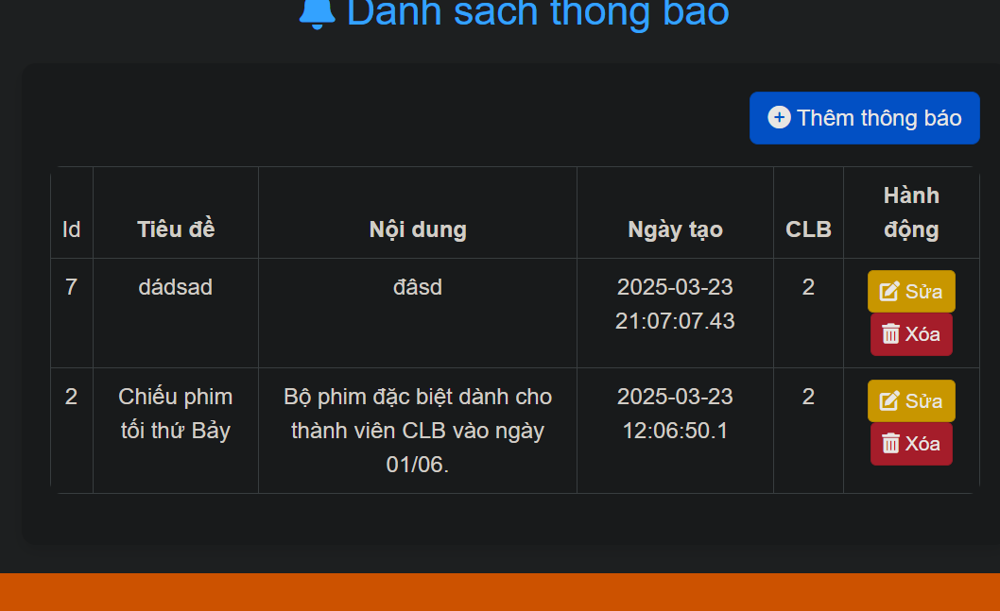 Danh sách thông báo
Thêm thông báo
Id Tiêu đề Nội dung Ngày tạo CLB Hành động
7 dádsad đâsd 2025-03-23 21:07:07.43 2 Sửa
Xóa
2 Chiếu phim Bộ phim đặc biệt dành cho 2025-03-23 2 Sửa
tối thứ Bảy thành viên CLB vào ngày 12:06:50.1 Xóa
01/06.